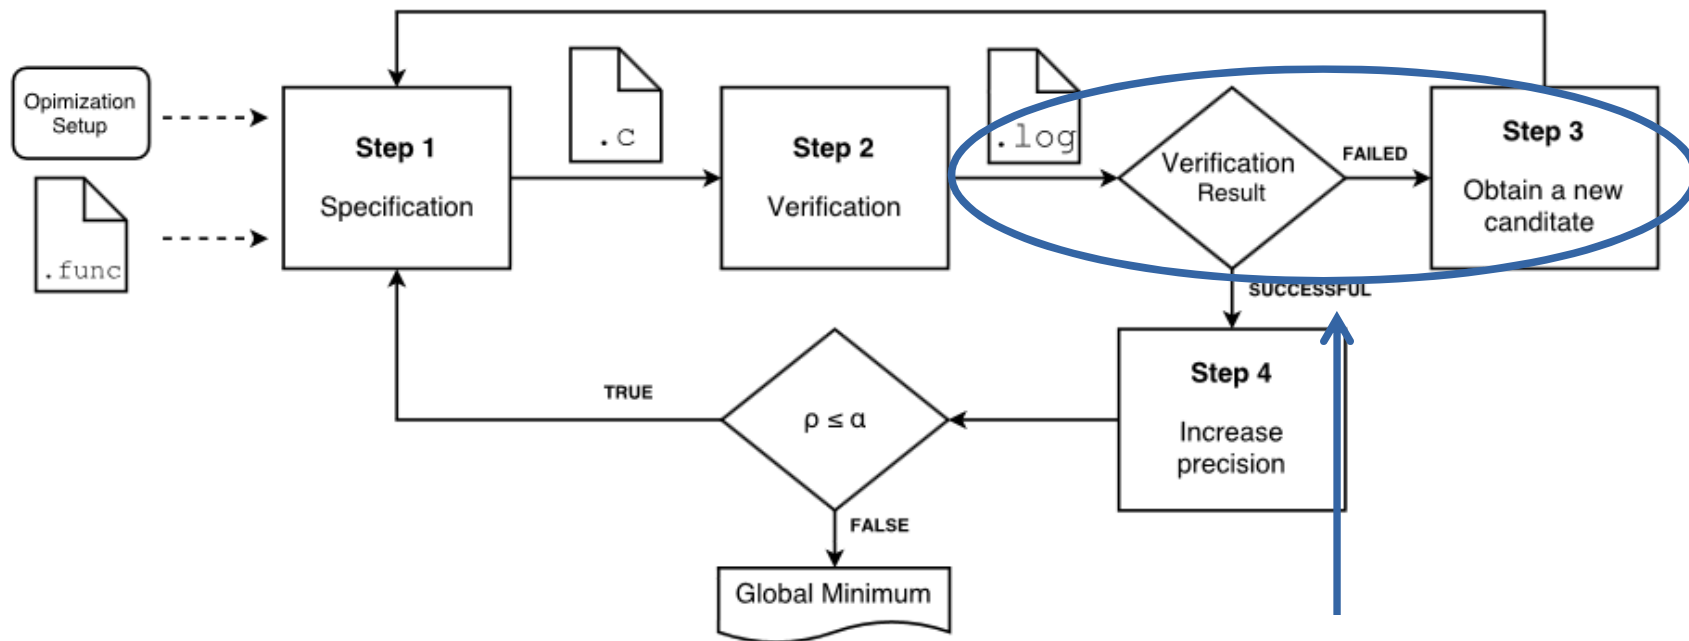 Opimization
Setup
.func
Step 1
Specification
.c
Step 2
Verification
.log
Verification
Result
FAILED
Step 3
Obtain a new
canditate
SUCCESSFUL
Step 4
Increase
precision
ρ ≤ α
TRUE
FALSE
Global Minimum